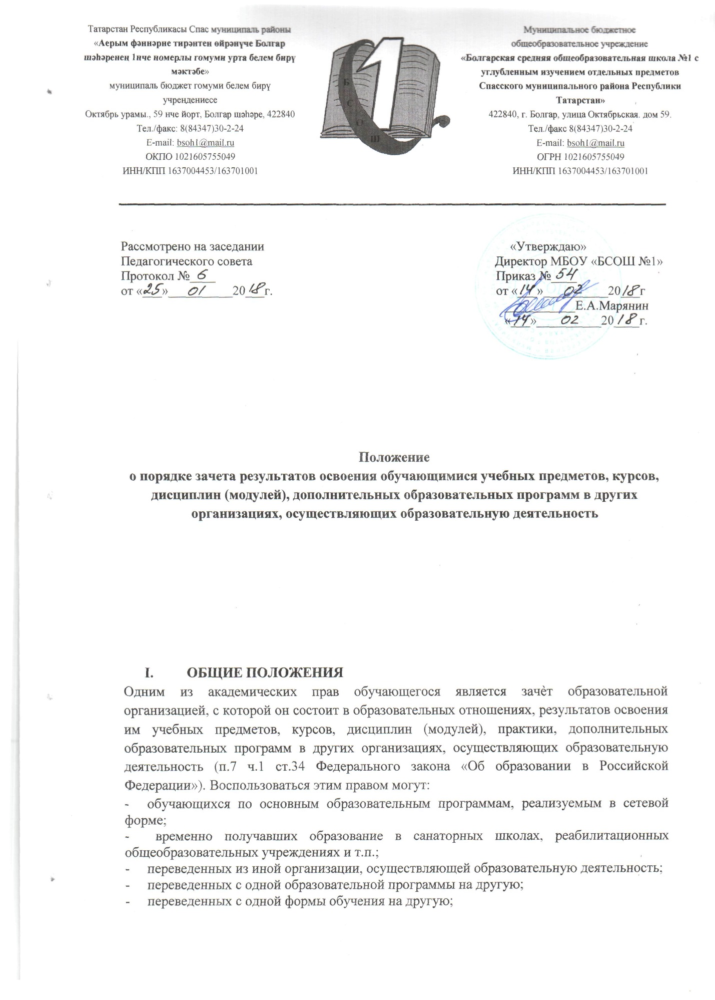 Татарстан Республикасы Спас муниципаль районы
«Аерым фәннәрне тирәнтен өйрәнүче Болгар
шәһәренең 1нче номерлы гомуми урта белем бирү
мәктәбе»
муниципаль бюджет гомуми белем бирү
учреңдениесе
Октябрь урамы., 59 нче йорт, Болгар шәһәре, 422840
Тел./факс: 8(84347)30-2-24
E-mail: bsoh1@mail.ru
ОКПО 1021605755049
ИНН/КПП 1637004453/163701001
1
Б
С
О
Ш
Муниципальное бюджетное
общеобразовательное учреждение
«Болгарская средняя общеобразовательная школа №1 с
углубленным изучением отдельных предметов
Спасского муниципального района Республики
Татарстан»
422840, г. Болгар, улица Октябрьская. дом 59.
Тел./факс 8(84347)30-2-24
E-mail: bsoh1@mail.ru
ОГРН 1021605755049
ИНН/КПП 1637004453/163701001
Рассмотрено на заседании
Педагогического совета
Протокол № 6
от «25» 01 2018г.
«Утверждаю»
Директор МБОУ «БСОШ №1»
Приказ № 54
от «14» 02 2018г
Е.А.Марянин
«14» 02 2018г.
Положение
о порядке зачета результатов освоения обучающимися учебных предметов, курсов,
дисциплин (модулей), дополнительных образовательных программ в других
организациях, осуществляющих образовательную деятельность
I. ОБЩИЕ ПОЛОЖЕНИЯ
Одним из академических прав обучающегося является зачѐт образовательной
организацией, с которой он состоит в образовательных отношениях, результатов освоения
им учебных предметов, курсов, дисциплин (модулей), практики, дополнительных
образовательных программ в других организациях, осуществляющих образовательную
деятельность (п.7 ч.1 ст.34 Федерального закона «Об образовании в Российской
Федерации»). Воспользоваться этим правом могут:
- обучающихся по основным образовательным программам, реализуемым в сетевой
форме;
- временно получавших образование в санаторных школах, реабилитационных
общеобразовательных учреждениях и т.п.;
- переведенных из иной организации, осуществляющей образовательную деятельность;
- переведенных с одной образовательной программы на другую;
- переведенных с одной формы обучения на другую;